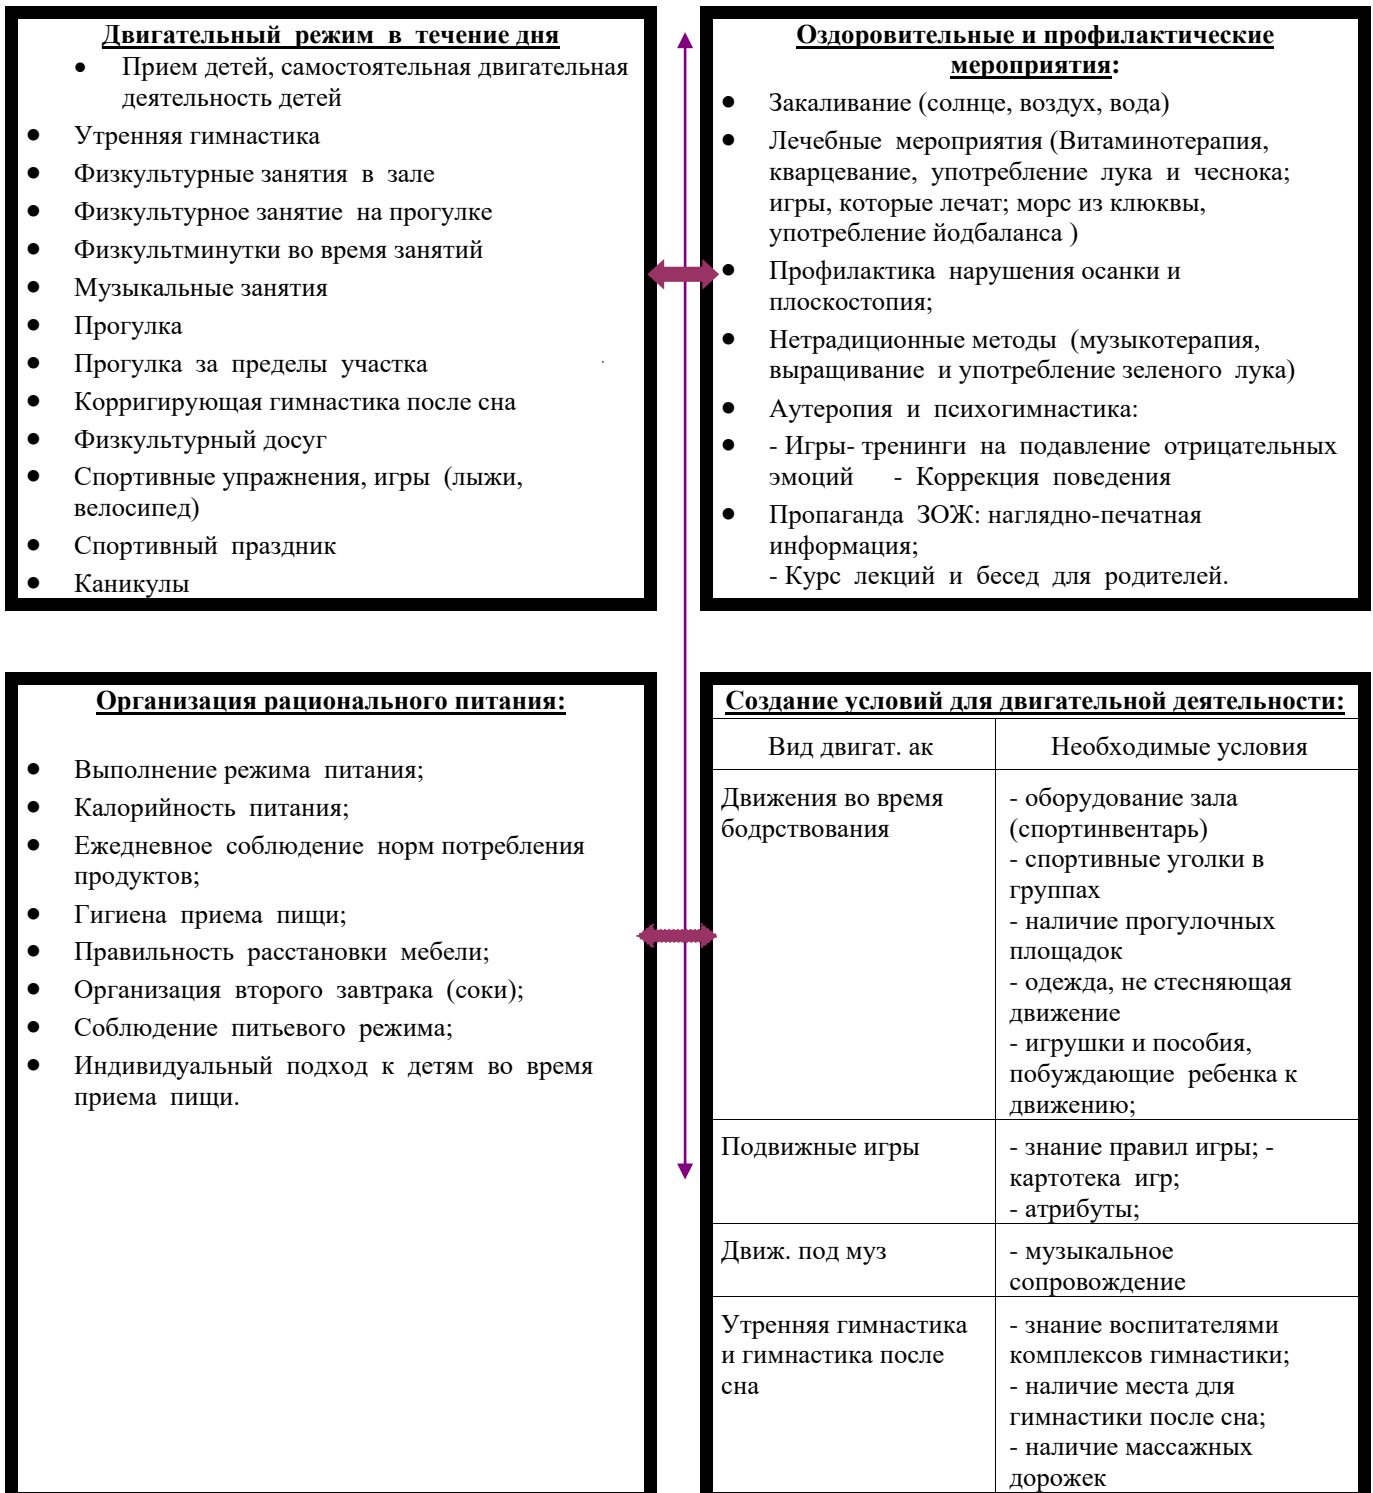 Двигательный режим в течение дня
• Прием детей, самостоятельная двигательная
деятельность детей
• Утренняя гимнастика
• Физкультурные занятия в зале
• Физкультурное занятие на прогулке
• Физкультминутки во время занятий
• Музыкальные занятия
• Прогулка
• Прогулка за пределы участка
• Корригирующая гимнастика после сна
• Физкультурный досуг
• Спортивные упражнения, игры (лыжи,
велосипед)
• Спортивный праздник
• Каникулы
Оздоровительные и профилактические
мероприятия:
• Закаливание (солнце, воздух, вода)
• Лечебные мероприятия (Витаминотерапия,
кварцевание, употребление лука и чеснока;
игры, которые лечат; морс из клюквы,
употребление йодбаланса )
• Профилактика нарушения осанки и
плоскостопия;
• Нетрадиционные методы (музыкотерапия,
выращивание и употребление зеленого лука)
• Аутеропия и психогимнастика:
• - Игры- тренинги на подавление отрицательных
эмоций - Коррекция поведения
• Пропаганда ЗОЖ: наглядно-печатная
информация;
- Курс лекций и бесед для родителей.
Организация рационального питания:
• Выполнение режима питания;
• Калорийность питания;
• Ежедневное соблюдение норм потребления
продуктов;
• Гигиена приема пищи;
• Правильность расстановки мебели;
• Организация второго завтрака (соки);
• Соблюдение питьевого режима;
• Индивидуальный подход к детям во время
приема пищи.
Создание условий для двигательной деятельности:
Вид двигат. ак
Необходимые условия
Движения во время
бодрствования
- оборудование зала
(спортинвентарь)
- спортивные уголки в
группах
- наличие прогулочных
площадок
- одежда, не стесняющая
движение
- игрушки и пособия,
побуждающие ребенка к
движению;
Подвижные игры
- знание правил игры; -
картотека игр;
- атрибуты;
Движ. под муз
- музыкальное
сопровождение
Утренняя гимнастика
и гимнастика после
сна
- знание воспитателями
комплексов гимнастики;
- наличие места для
гимнастики после сна;
- наличие массажных
дорожек